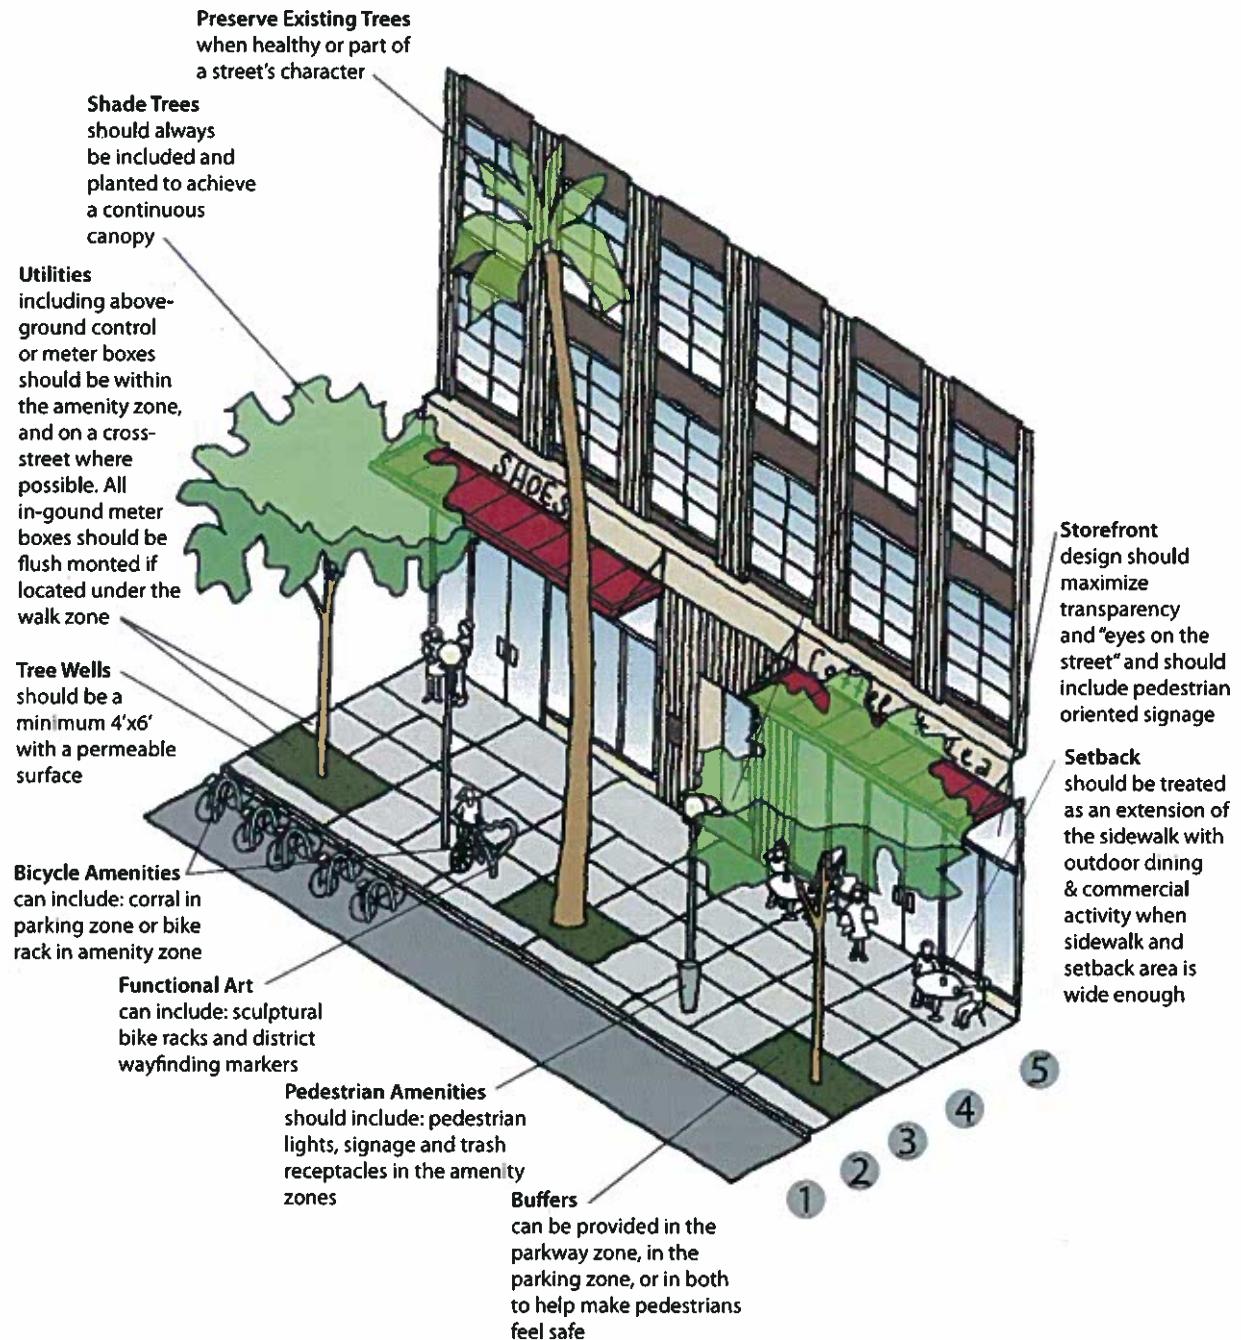 Preserve Existing Trees
when healthy or part of
a street's character
Shade Trees
should always
be included and
planted to achieve
a continuous
canopy
Utilities
including above-
ground control
or meter boxes
should be within
the amenity zone,
and on a cross-
street where
possible. All
in-gound meter
boxes should be
flush monted if
located under the
walk zone
Tree Wells
should be a
minimum 4'x6'
with a permeable
surface
Bicycle Amenities
can include: corral in
parking zone or bike
rack in amenity zone
Functional Art
can include: sculptural
bike racks and district
wayfinding markers
Pedestrian Amenities
should include: pedestrian
lights, signage and trash
receptacles in the amenity
zones
Buffers
can be provided in the
parkway zone, in the
parking zone, or in both
to help make pedestrians
feel safe
Storefront
design should
maximize
transparency
and "eyes on the
street" and should
include pedestrian
oriented signage
Setback
should be treated
as an extension of
the sidewalk with
outdoor dining
& commercial
activity when
sidewalk and
setback area is
wide enough
SHOES
Coffee & Tea
1
2
3
4
5